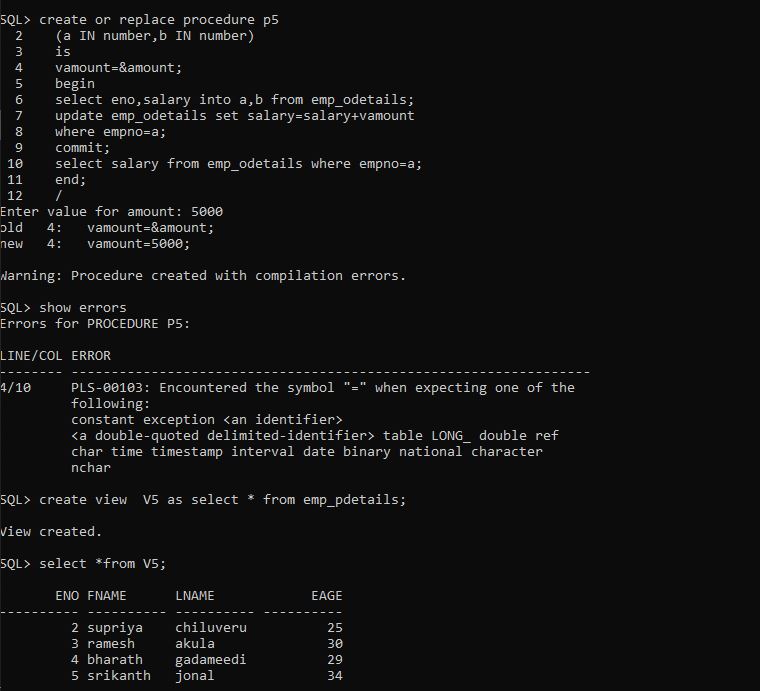 SQL> create or replace procedure p5
2 (a IN number,b IN number)
3 is
4 vamount=&amount;
5 begin
6 select eno,salary into a,b from emp_odetails;
7 update emp_odetails set salary=salary+vamount
8 where empno=a;
9 commit;
10 select salary from emp_odetails where empno=a;
11 end;
12 /
Enter value for amount: 5000
old 4: vamount=&amount;
new 4: vamount=5000;
Warning: Procedure created with compilation errors.
SQL> show errors
Errors for PROCEDURE P5:
LINE/COL ERROR
-------- -----------------------------------------------------------------
4/10 PLS-00103: Encountered the symbol "=" when expecting one of the
following:
constant exception <an identifier>
<a double-quoted delimited-identifier> table LONG_ double ref
char time timestamp interval date binary national character
nchar
SQL> create view  V5 as select * from emp_pdetails;
View created.
SQL> select *from V5;
ENO FNAME LNAME EAGE
---------- ---------- ---------- ----------
2 supriya chiluveru 25
3 ramesh akula 30
4 bharath gadameedi 29
5 srikanth jonal 34